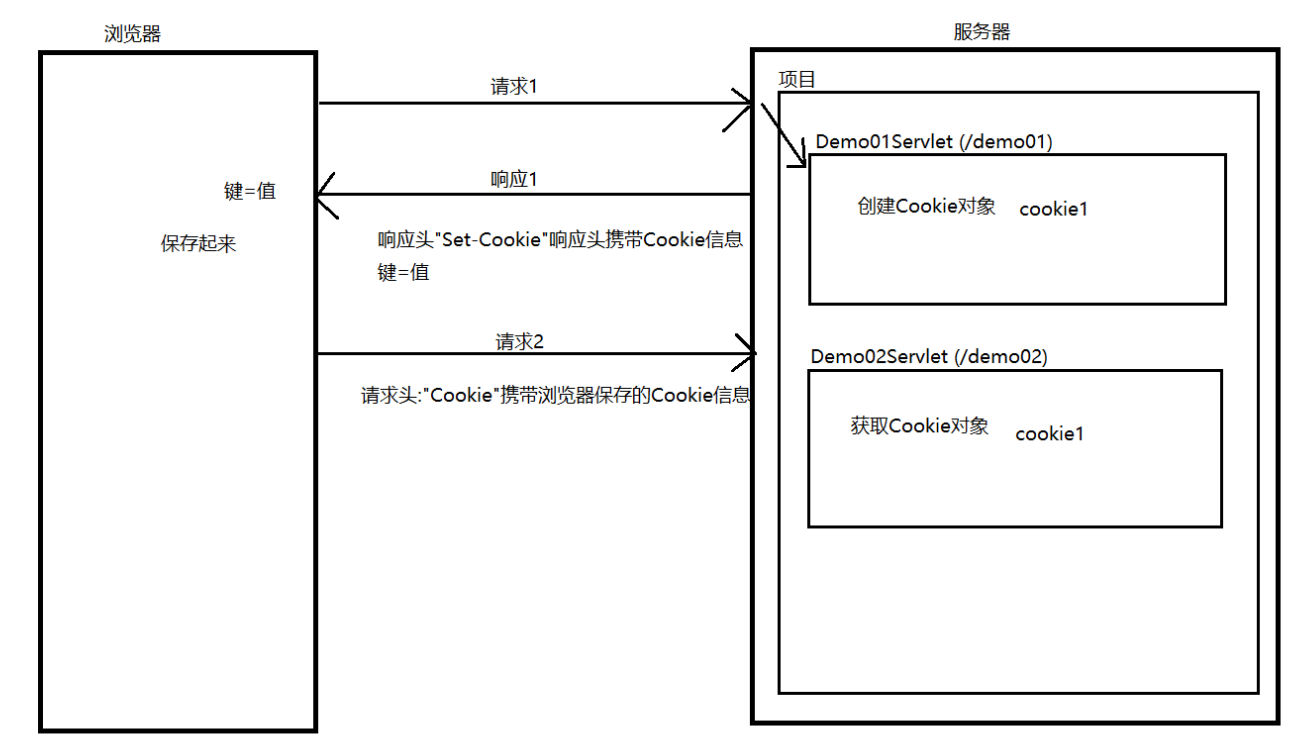 浏览器
服务器
请求1
项目
Demo01Servlet (/demo01)
响应1
键=值
创建Cookie对象 cookie1
保存起来
响应头"Set-Cookie"响应头携带Cookie信息
键=值
请求2
Demo02Servlet (/demo02)
请求头:"Cookie"携带浏览器保存的Cookie信息
获取Cookie对象 cookie1